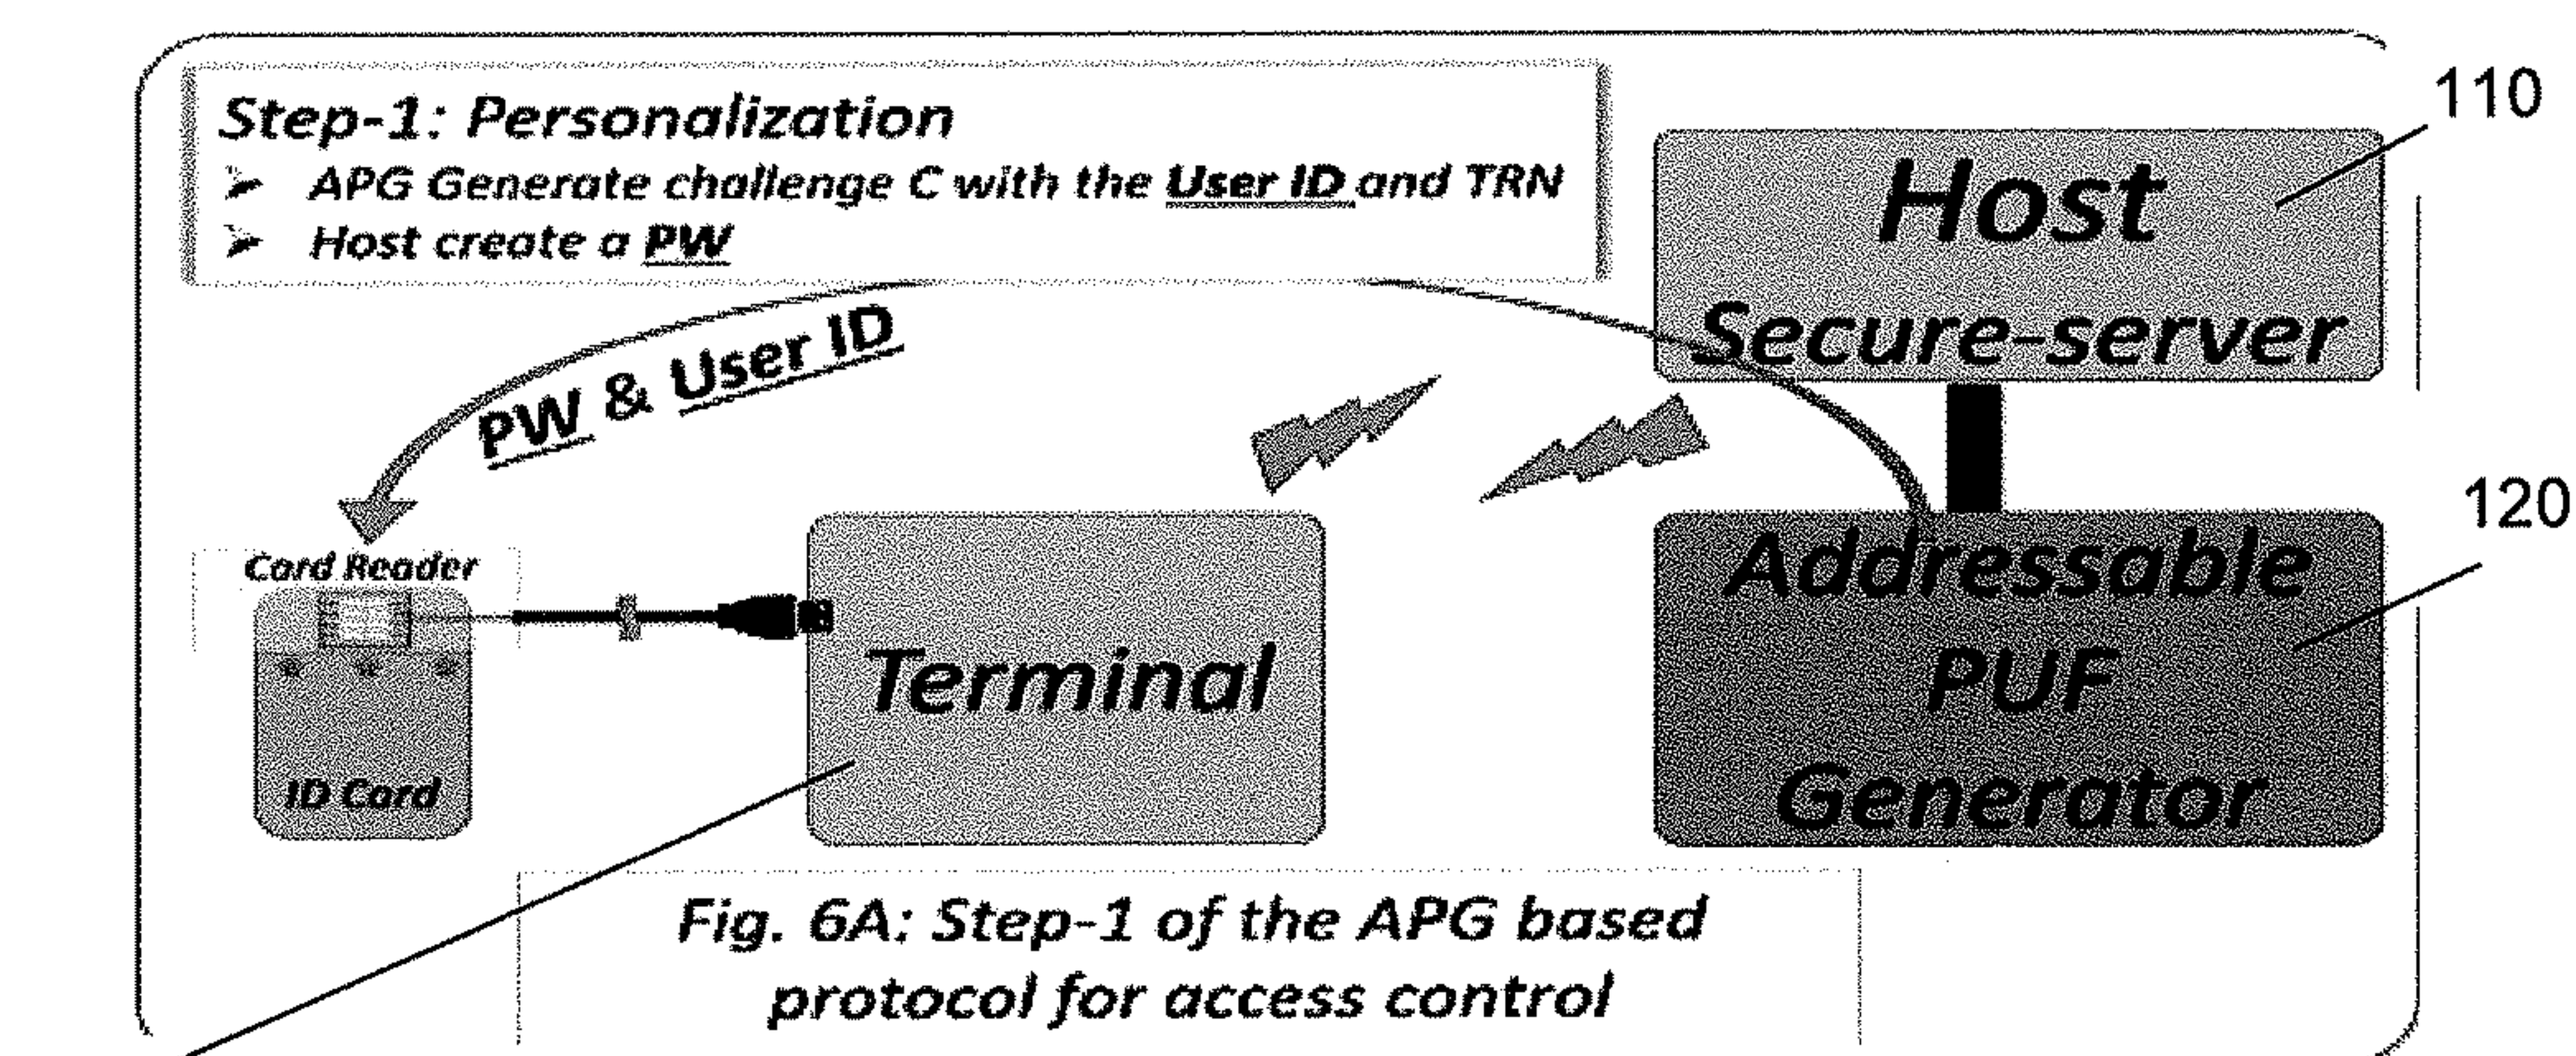 Step-1: Personalization
➢ APG Generate challenge C with the User ID and TRN
➢ Host create a PW
110
Host
Secure-server
PW & User ID
120
Card Reader
ID Card
Terminal
Addressable
PUF
Generator
Fig. 6A: Step-1 of the APG based
protocol for access control